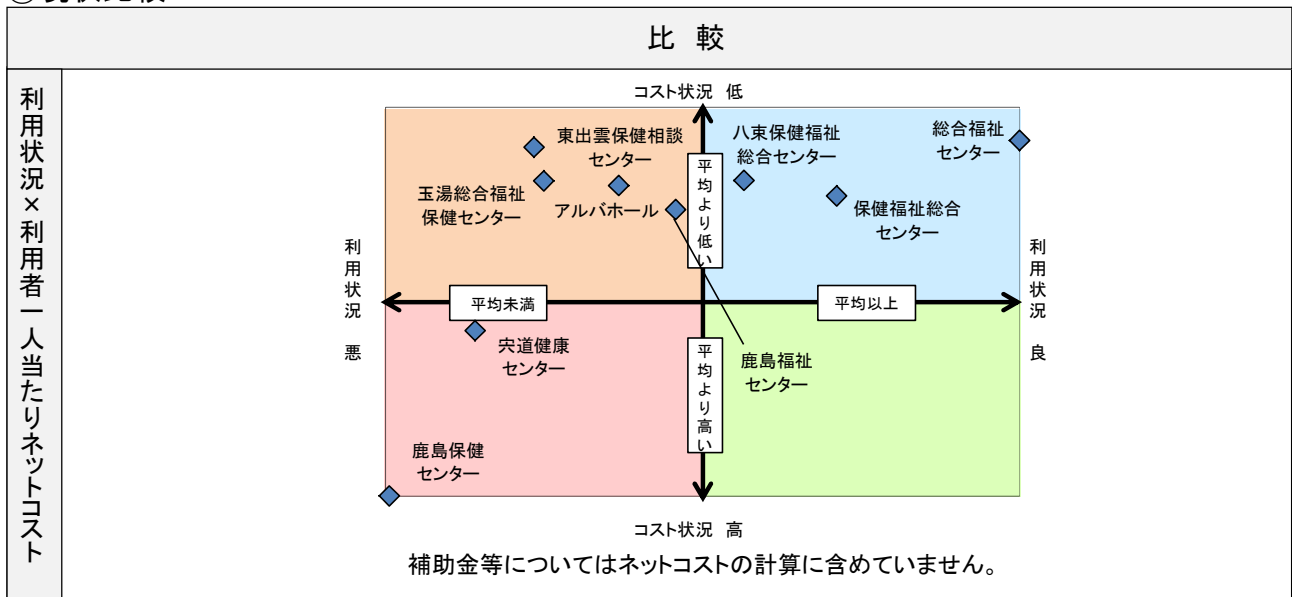 比 較
利用状況×利用者一人当たりネットコスト
コスト状況 低
東出雲保健相談
センター
八束保健福祉
総合センター
総合福祉
センター
玉湯総合福祉
保健センター
アルバホール
平均より低い
保健福祉総合
センター
利用状況 悪
平均未満
平均以上
利用状況 良
宍道健康
センター
平均より高い
鹿島福祉
センター
鹿島保健
センター
コスト状況 高
補助金等についてはネットコストの計算に含めていません。